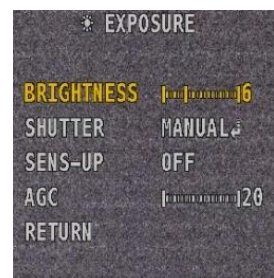 EXPOSURE
BRIGHTNESS 6
SHUTTER MANUAL↲
SENS-UP OFF
AGC 20
RETURN